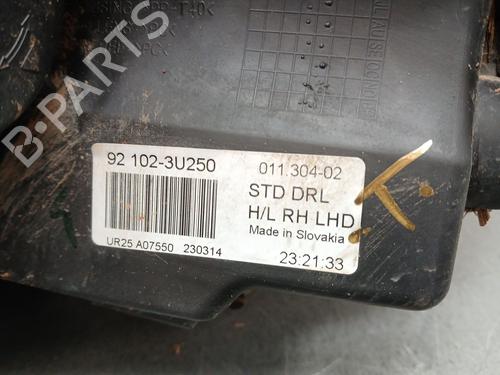 92 102-3U250
011.304-02
STD DRL
H/L RH LHD
Made in Slovakia
UR25 A07550 230314
23:21:33
B-PARTS